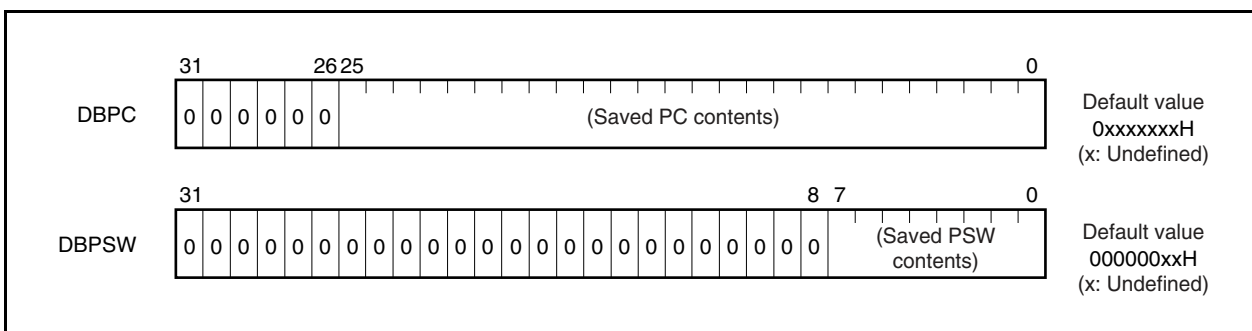 31 26 25 0
DBPC 0 0 0 0 0 0 (Saved PC contents)
Default value
0xxxxxxxH
(x: Undefined)
31 8 7 0
DBPSW 0 0 0 0 0 0 0 0 0 0 0 0 0 0 0 0 0 0 0 0 0 0 0 0 (Saved PSW
contents)
Default value
000000xxH
(x: Undefined)